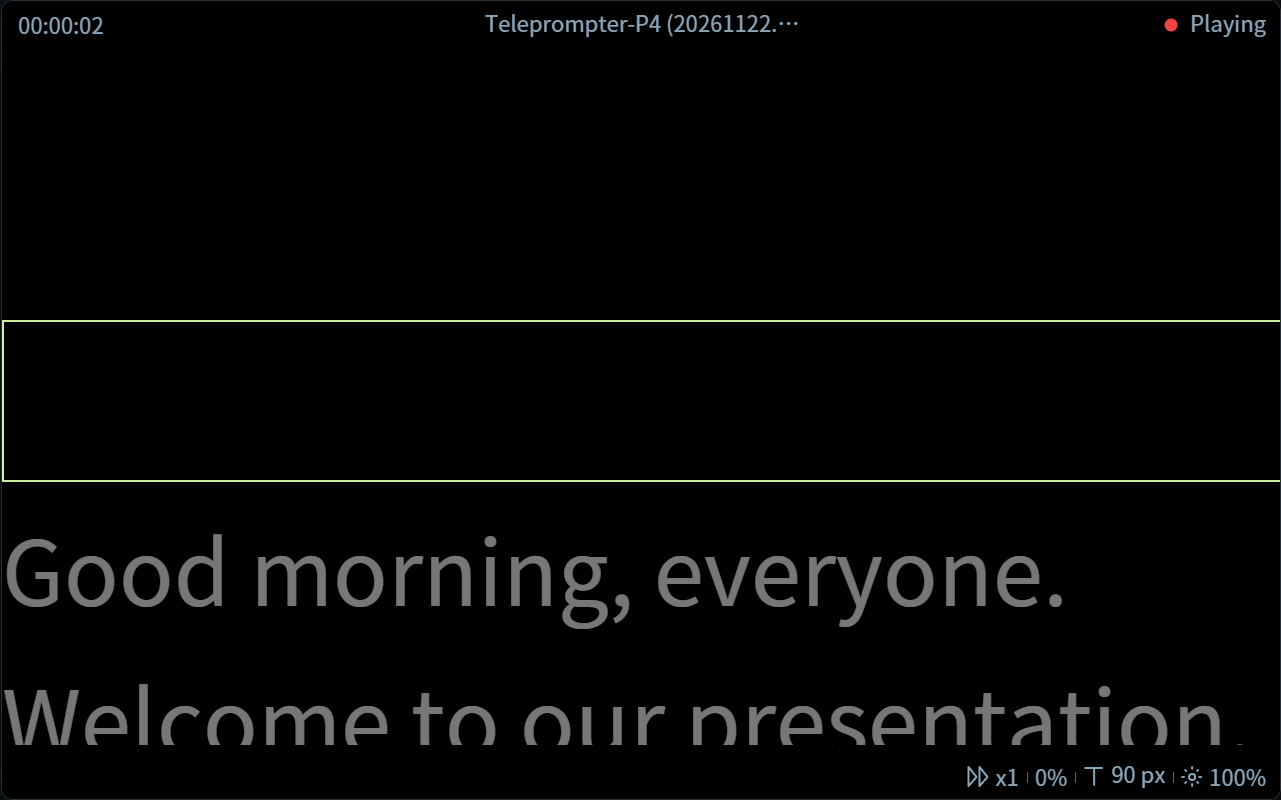 00:00:02
Teleprompter-P4 (20261122.···
Playing
Good morning, everyone.
Welcome to our presentation.
x1
0%
90 px
100%